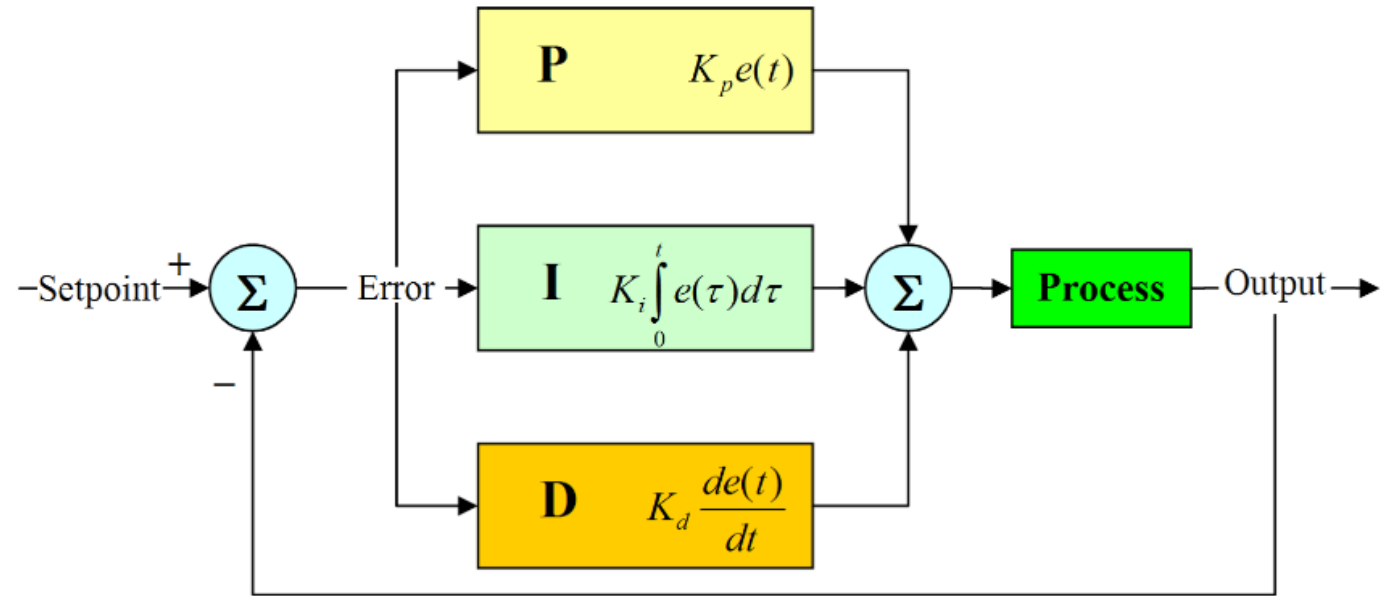 P K_p e(t)
–Setpoint + Σ Error I K_i ∫_0^t e(τ)dτ Σ Process Output
–
D K_d de(t)/dt